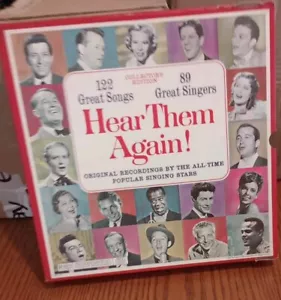 COLLECTOR'S
EDITION
122
Great Songs
89
Great Singers
Hear Them
Again!
ORIGINAL RECORDINGS BY THE ALL-TIME
POPULAR SINGING STARS